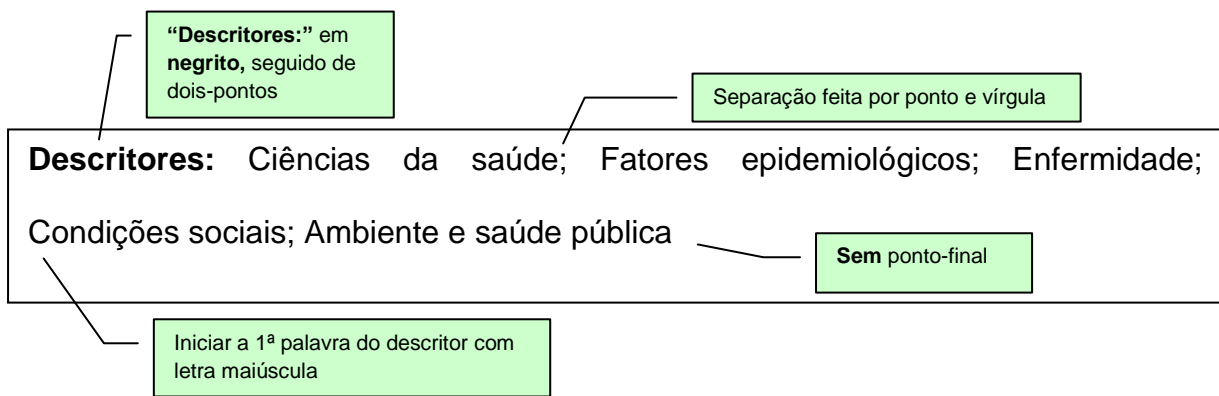 “Descritores:” em
negrito, seguido de
dois-pontos
Separação feita por ponto e vírgula
Descritores: Ciências da saúde; Fatores epidemiológicos; Enfermidade;
Condições sociais; Ambiente e saúde pública
Sem ponto-final
Iniciar a 1ª palavra do descritor com
letra maiúscula